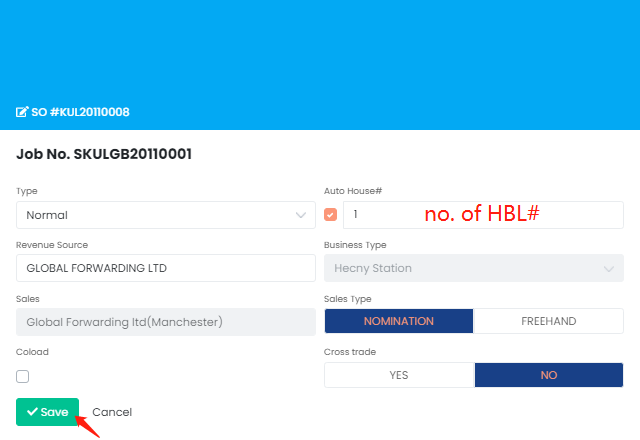 SO #KUL20110008
Job No. SKULGB20110001
Type
Auto House#
Normal
1 no. of HBL#
Revenue Source
Business Type
GLOBAL FORWARDING LTD
Hecny Station
Sales
Sales Type
Global Forwarding ltd(Manchester)
NOMINATION FREEHAND
Coload
Cross trade
YES NO
Save Cancel